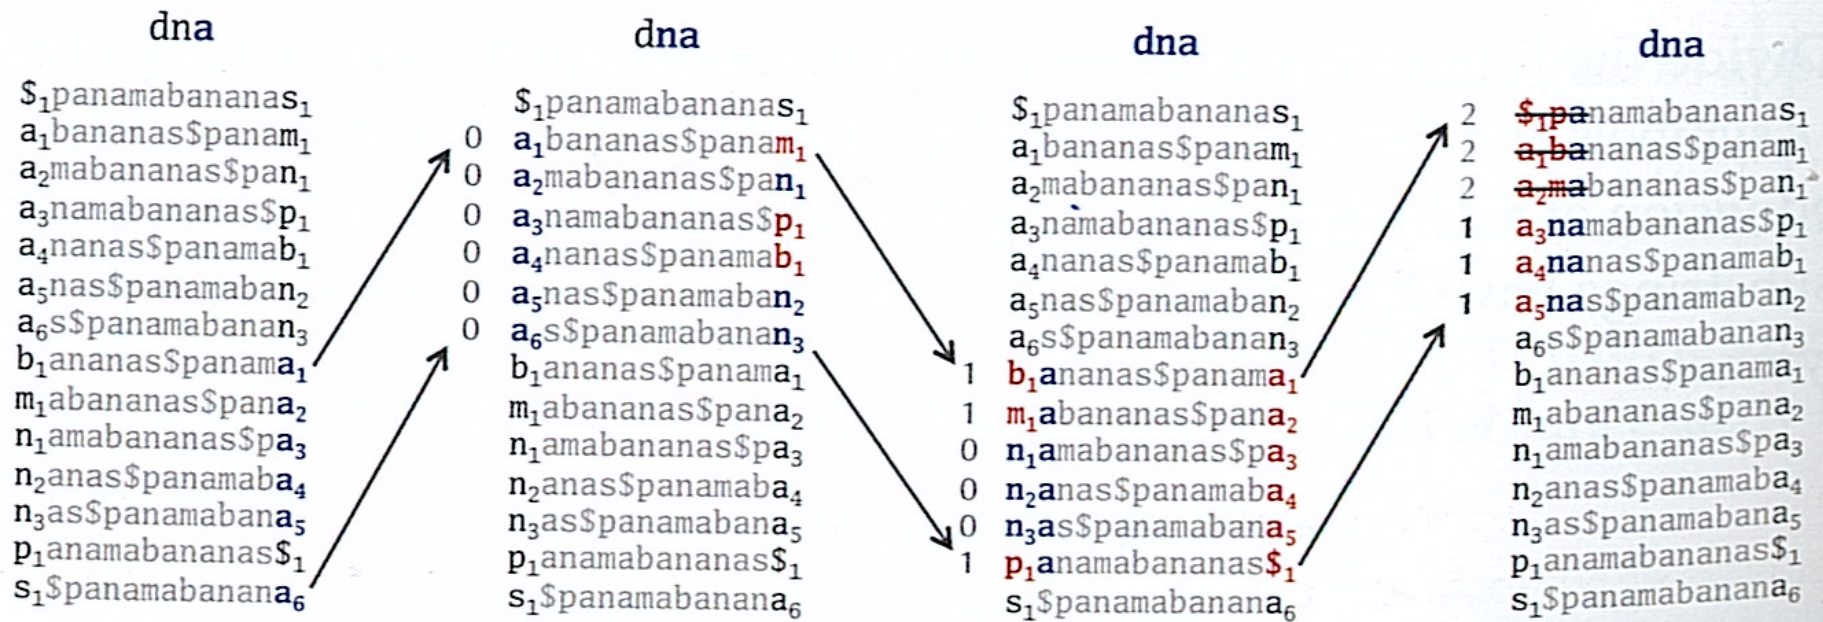 dna
$₁panamabananas₁
a₁bananas$panam₁
a₂mabananas$pan₁
a₃namabananas$p₁
a₄nanas$panamab₁
a₅nas$panamaban₂
a₆s$panamabanan₃
b₁ananas$panama₁
m₁abananas$pana₂
n₁amabananas$pa₃
n₂anas$panamaba₄
n₃as$panamabana₅
p₁anamabananas$₁
s₁$panamabanana₆
dna
$₁panamabananas₁
0 a₁bananas$panam₁
0 a₂mabananas$pan₁
0 a₃namabananas$p₁
0 a₄nanas$panamab₁
0 a₅nas$panamaban₂
0 a₆s$panamabanan₃
b₁ananas$panama₁
m₁abananas$pana₂
n₁amabananas$pa₃
n₂anas$panamaba₄
n₃as$panamabana₅
p₁anamabananas$₁
s₁$panamabanana₆
dna
$₁panamabananas₁
a₁bananas$panam₁
a₂mabananas$pan₁
a₃namabananas$p₁
a₄nanas$panamab₁
a₅nas$panamaban₂
a₆s$panamabanan₃
1 b₁ananas$panama₁
1 m₁abananas$pana₂
0 n₁amabananas$pa₃
0 n₂anas$panamaba₄
0 n₃as$panamabana₅
1 p₁anamabananas$₁
s₁$panamabanana₆
dna
2 $₁panamabananas₁
2 a₁bananas$panam₁
2 a₂mabananas$pan₁
1 a₃namabananas$p₁
1 a₄nanas$panamab₁
1 a₅nas$panamaban₂
a₆s$panamabanan₃
b₁ananas$panama₁
m₁abananas$pana₂
n₁amabananas$pa₃
n₂anas$panamaba₄
n₃as$panamabana₅
p₁anamabananas$₁
s₁$panamabanana₆